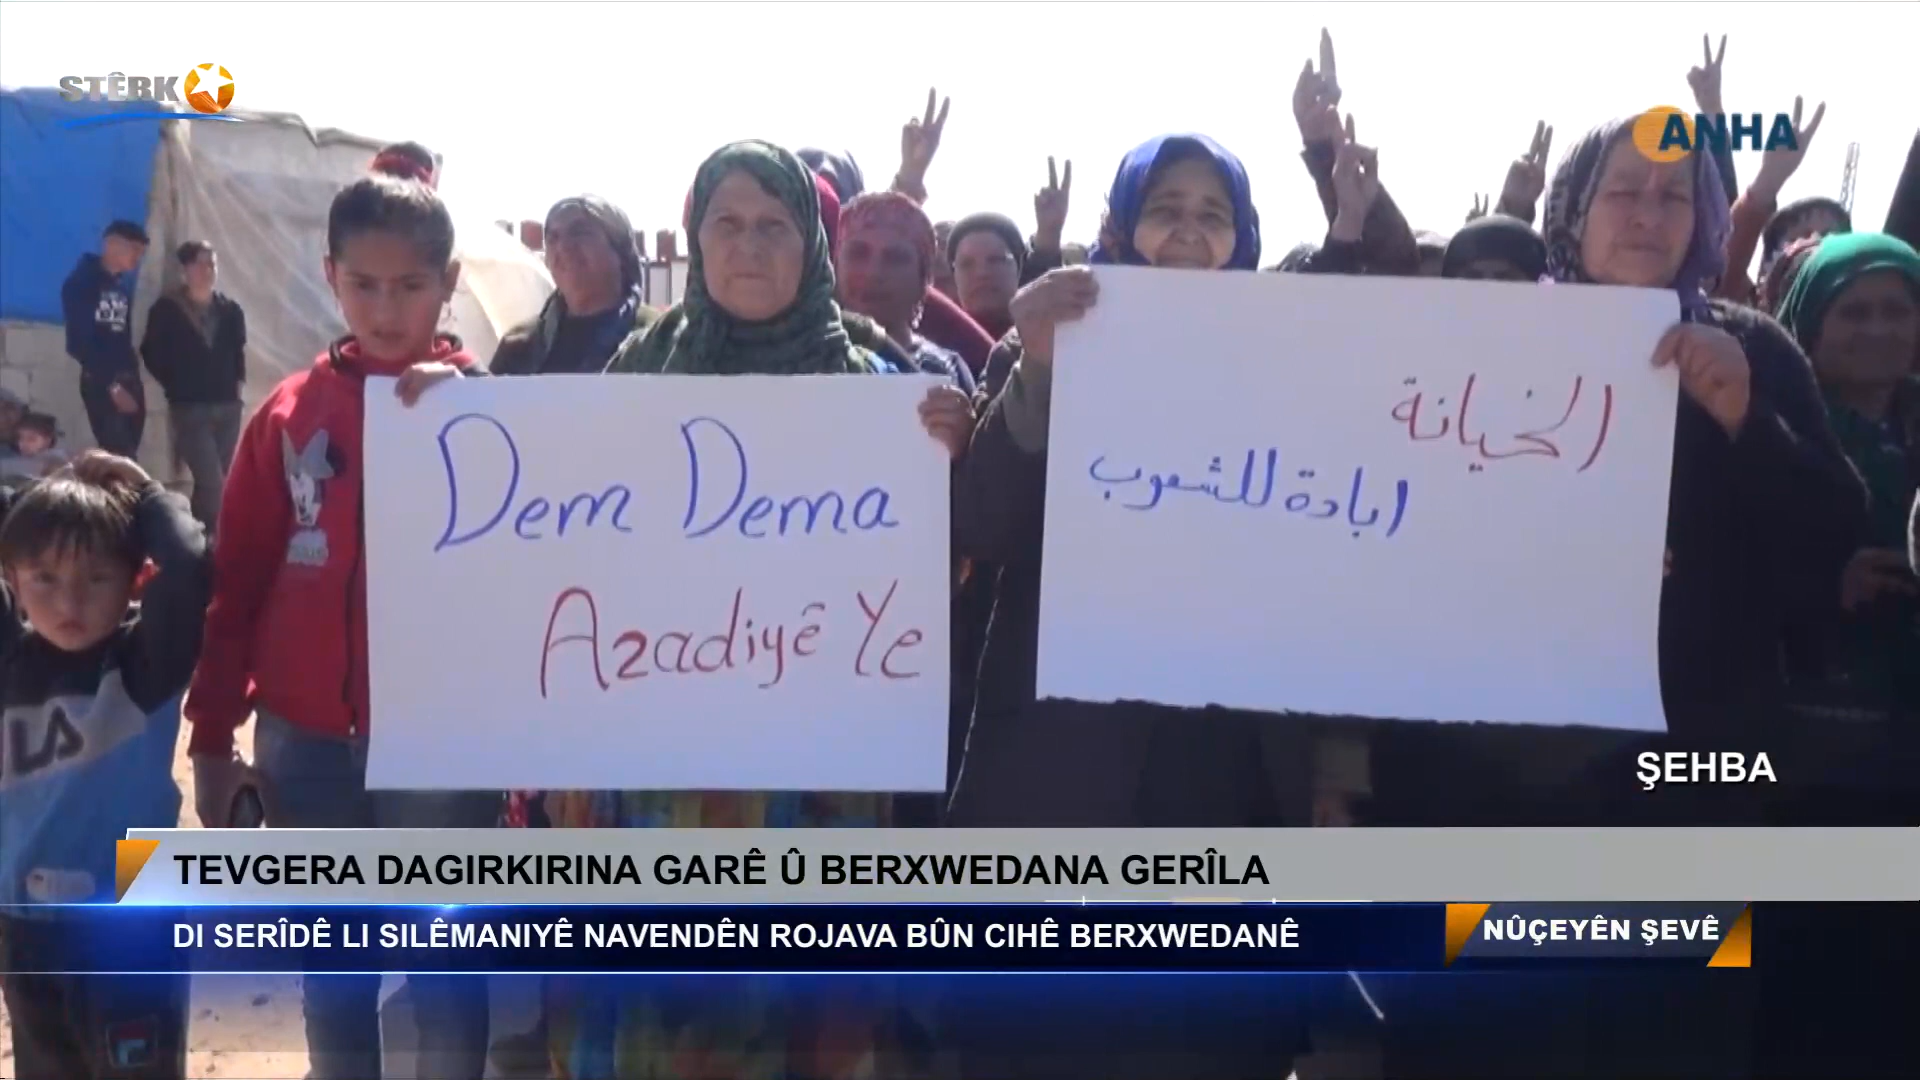 STÊRK
ANHA
Dem Dema
Azadiyê Ye
الخيانة
ابادة للشعوب
ŞEHBA
TEVGERA DAGIRKIRINA GARÊ Û BERXWEDANA GERÎLA
DI SERÎDÊ LI SILÊMANIYÊ NAVENDÊN ROJAVA BÛN CIHÊ BERXWEDANÊ
NÛÇEYÊN ŞEVÊ